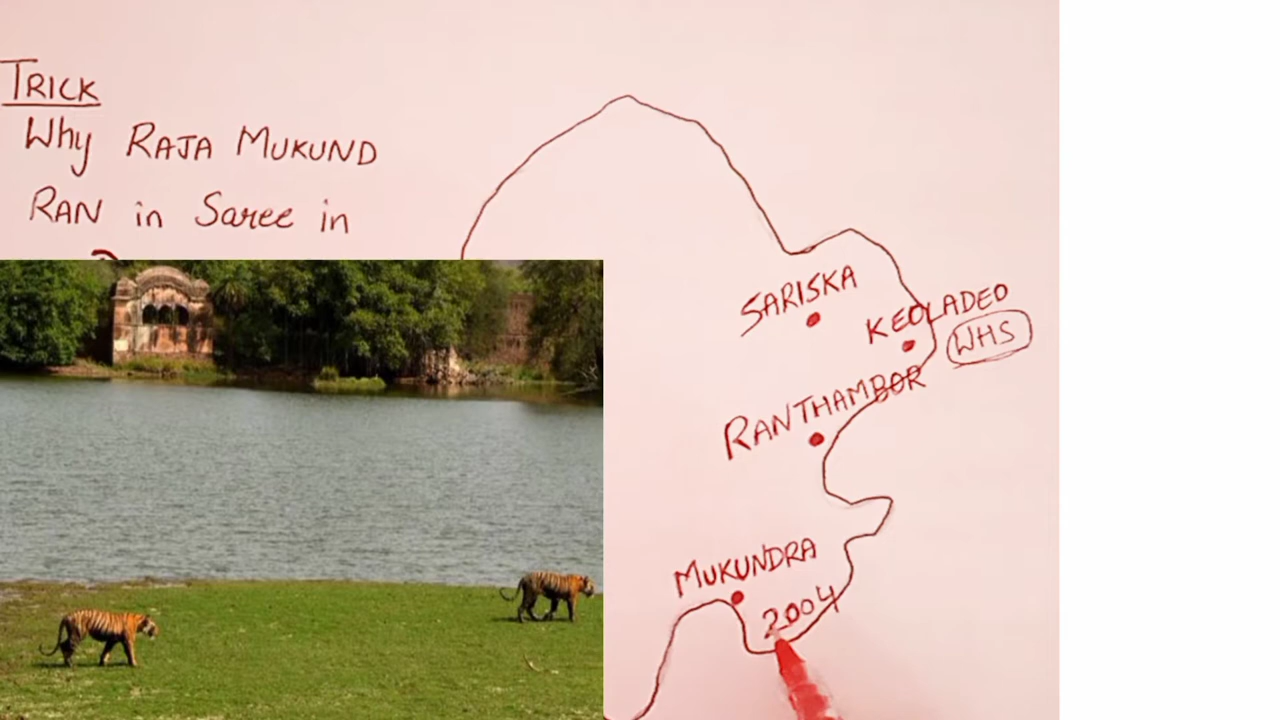 TRICK
Why RAJA MUKUND
RAN in Saree in
SARISKA
KEOLADEO
WHS
RANTHAMBOR
MUKUNDRA
2004